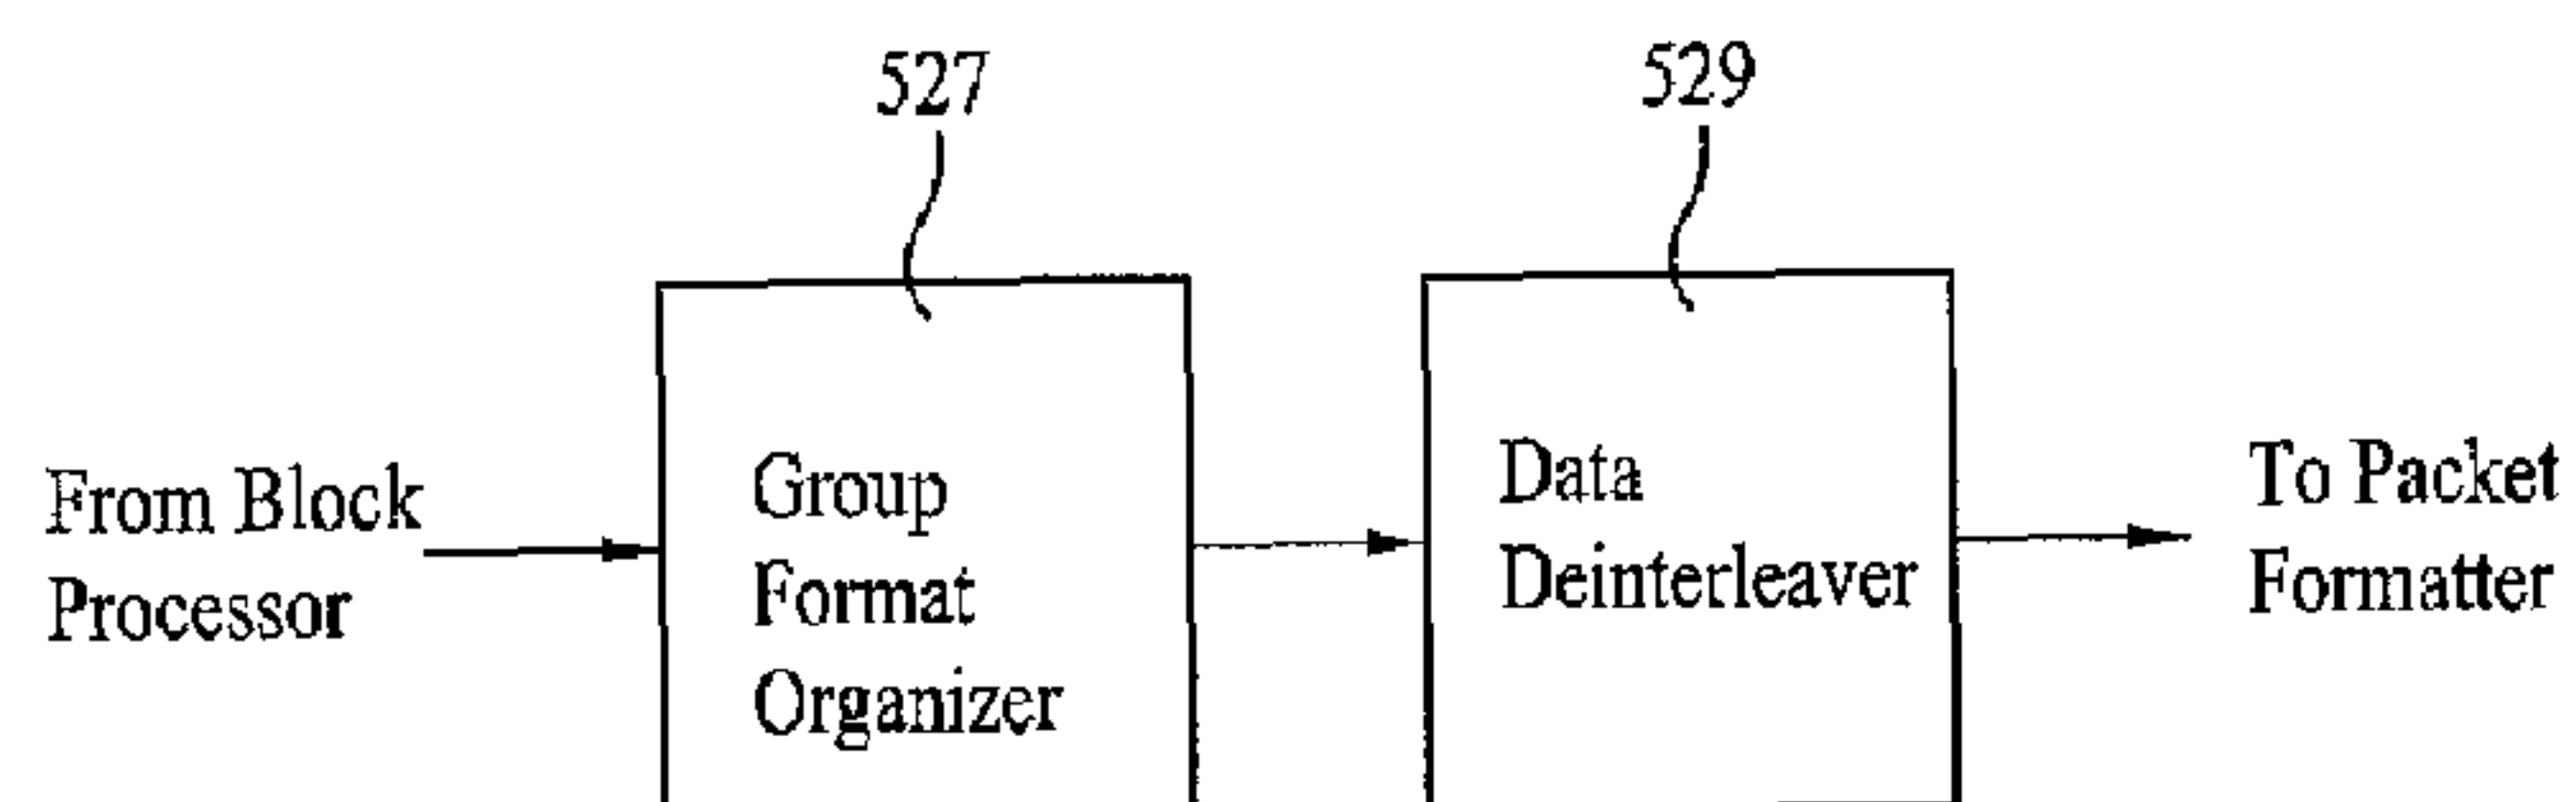 527
529
From Block
Processor
Group
Format
Organizer
Data
Deinterleaver
To Packet
Formatter